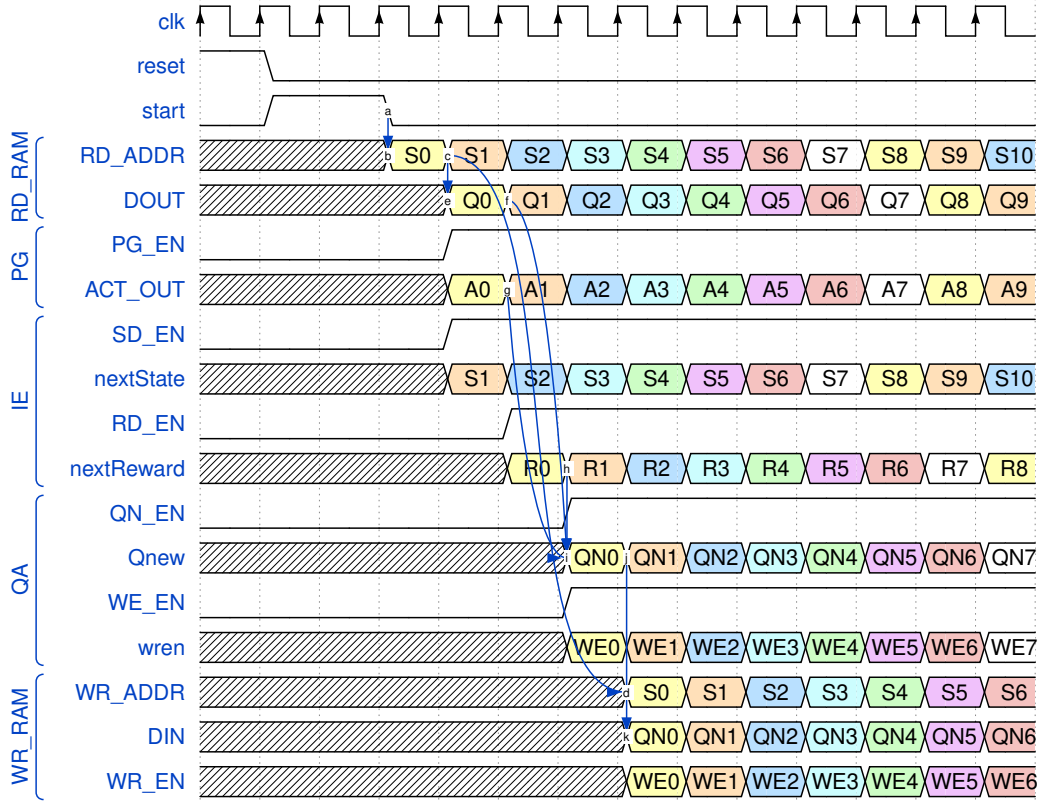 clk
reset
start a
RD_RAM
RD_ADDR b S0 c S1 S2 S3 S4 S5 S6 S7 S8 S9 S10
DOUT e Q0 f Q1 Q2 Q3 Q4 Q5 Q6 Q7 Q8 Q9
PG
PG_EN
ACT_OUT A0 g A1 A2 A3 A4 A5 A6 A7 A8 A9
IE
SD_EN
nextState S1 S2 S3 S4 S5 S6 S7 S8 S9 S10
RD_EN
nextReward R0 h R1 R2 R3 R4 R5 R6 R7 R8
QA
QN_EN
Qnew i QN0 j QN1 QN2 QN3 QN4 QN5 QN6 QN7
WE_EN
wren WE0 WE1 WE2 WE3 WE4 WE5 WE6 WE7
WR_RAM
WR_ADDR d S0 S1 S2 S3 S4 S5 S6
DIN k QN0 QN1 QN2 QN3 QN4 QN5 QN6
WR_EN WE0 WE1 WE2 WE3 WE4 WE5 WE6